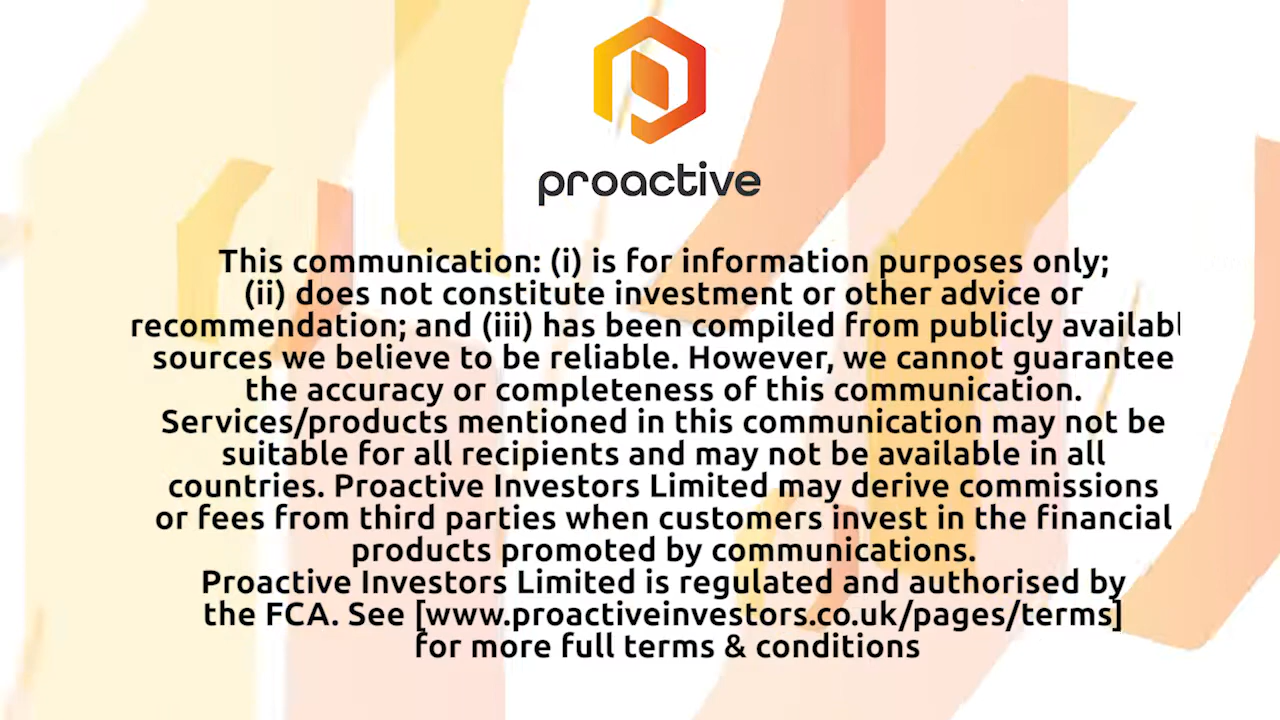 proactive
This communication: (i) is for information purposes only;
(ii) does not constitute investment or other advice or
recommendation; and (iii) has been compiled from publicly availabl
sources we believe to be reliable. However, we cannot guarantee
the accuracy or completeness of this communication.
Services/products mentioned in this communication may not be
suitable for all recipients and may not be available in all
countries. Proactive Investors Limited may derive commissions
or fees from third parties when customers invest in the financial
products promoted by communications.
Proactive Investors Limited is regulated and authorised by
the FCA. See [www.proactiveinvestors.co.uk/pages/terms]
for more full terms & conditions